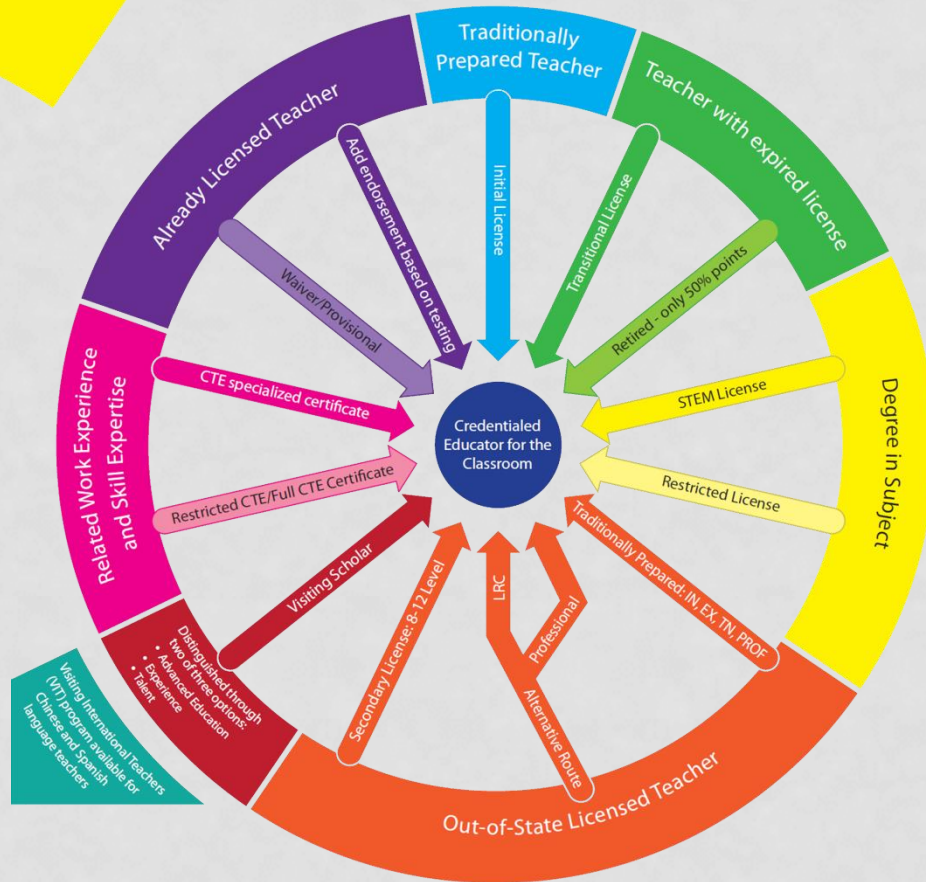 Traditionally
Prepared Teacher
Initial License
Teacher with expired license
Transitional License
Retired - only 50% points
Degree in Subject
STEM License
Restricted License
Out-of-State Licensed Teacher
Traditionally Prepared: IN, EX, TN, PROF
Alternative Route
Professional
LRC
Secondary License: 8-12 Level
Distinguished through
two of three options:
• Advanced Education
• Experience
• Talent
Visiting Scholar
Visiting International Teachers
(VIT) program available for
Chinese and Spanish
language teachers
Related Work Experience
and Skill Expertise
Restricted CTE/Full CTE Certificate
CTE specialized certificate
Already Licensed Teacher
Waiver/Provisional
Add endorsement based on testing
Credentialed
Educator for the
Classroom